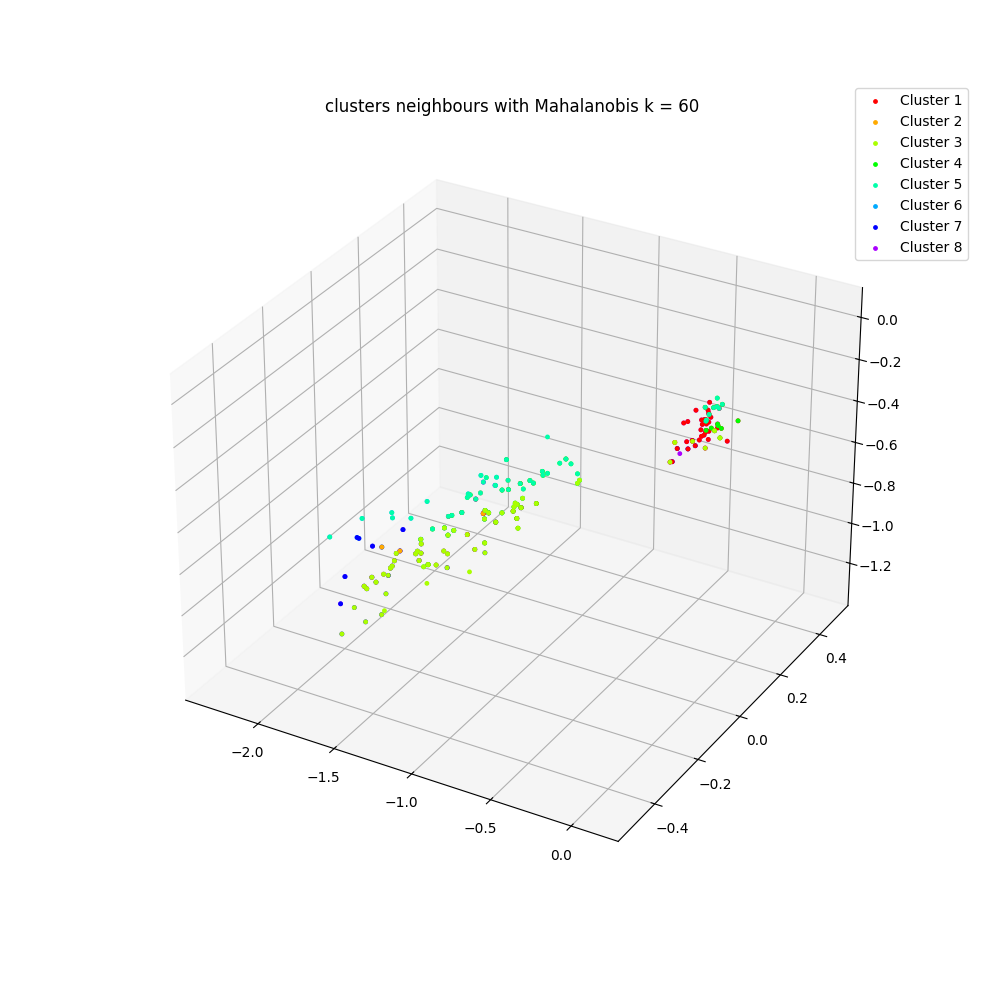 clusters neighbours with Mahalanobis k = 60
Cluster 1
Cluster 2
Cluster 3
Cluster 4
Cluster 5
Cluster 6
Cluster 7
Cluster 8
0.0
−0.2
−0.4
−0.6
−0.8
−1.0
−1.2
0.4
0.2
0.0
−0.2
−0.4
−2.0
−1.5
−1.0
−0.5
0.0